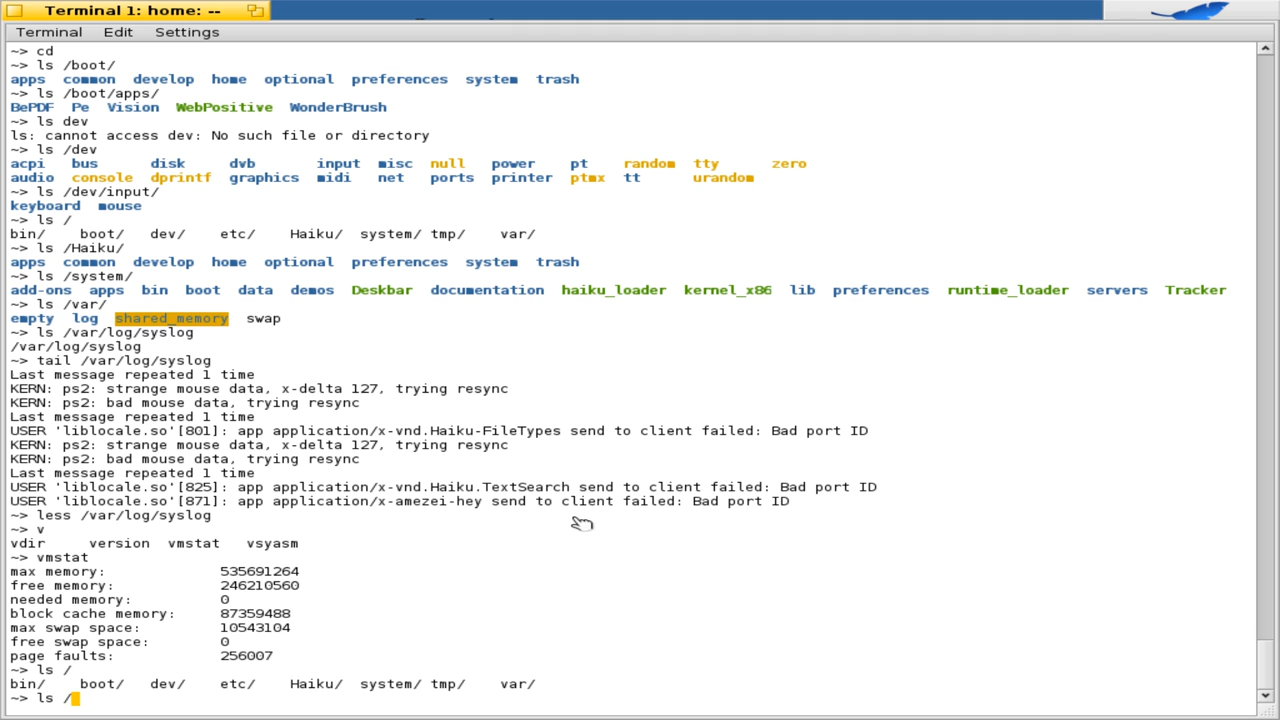 Terminal 1: home: --
Terminal Edit Settings
~> cd
~> ls /boot/
apps common develop home optional preferences system trash
~> ls /boot/apps/
BePDF Pe Vision WebPositive WonderBrush
~> ls dev
ls: cannot access dev: No such file or directory
~> ls /dev
acpi bus disk dvb input misc null power pt random tty zero
audio console dprintf graphics midi net ports printer ptmx tt urandom
~> ls /dev/input/
keyboard mouse
~> ls /
bin/ boot/ dev/ etc/ Haiku/ system/ tmp/ var/
~> ls /Haiku/
apps common develop home optional preferences system trash
~> ls /system/
add-ons apps bin boot data demos Deskbar documentation haiku_loader kernel_x86 lib preferences runtime_loader servers Tracker
~> ls /var/
empty log shared_memory swap
~> ls /var/log/syslog
/var/log/syslog
~> tail /var/log/syslog
Last message repeated 1 time
KERN: ps2: strange mouse data, x-delta 127, trying resync
KERN: ps2: bad mouse data, trying resync
Last message repeated 1 time
USER 'liblocale.so'[801]: app application/x-vnd.Haiku-FileTypes send to client failed: Bad port ID
KERN: ps2: strange mouse data, x-delta 127, trying resync
KERN: ps2: bad mouse data, trying resync
Last message repeated 1 time
USER 'liblocale.so'[825]: app application/x-vnd.Haiku.TextSearch send to client failed: Bad port ID
USER 'liblocale.so'[871]: app application/x-amezei-hey send to client failed: Bad port ID
~> less /var/log/syslog
~> v
vdir version vmstat vsyasm
~> vmstat
max memory: 535691264
free memory: 246210560
needed memory: 0
block cache memory: 87359488
max swap space: 10543104
free swap space: 0
page faults: 256007
~> ls /
bin/ boot/ dev/ etc/ Haiku/ system/ tmp/ var/
~> ls /